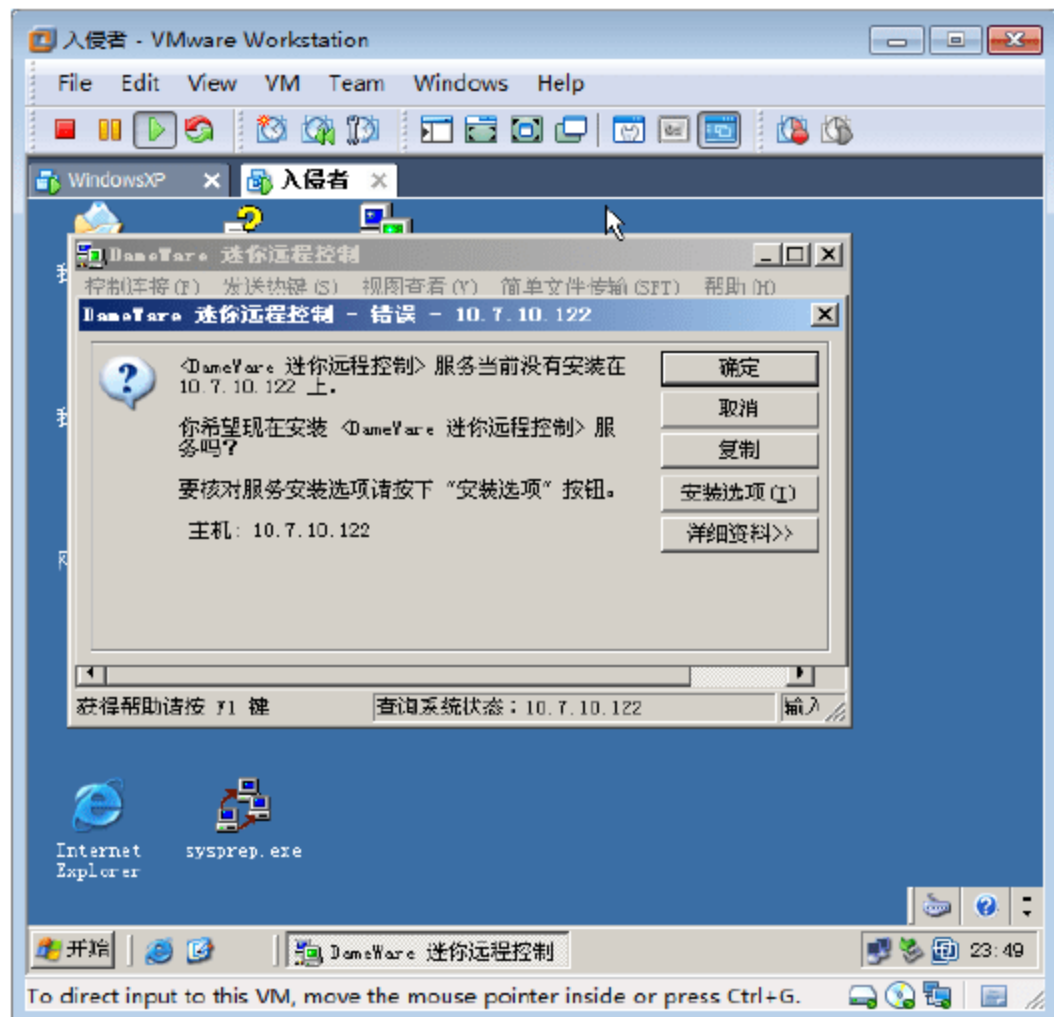 入侵者 - VMware Workstation
File Edit View VM Team Windows Help
WindowsXP
入侵者
DameWare 迷你远程控制
控制连接(F) 发送热键(S) 视图查看(V) 简单文件传输(SFT) 帮助(H)
DameWare 迷你远程控制 - 错误 - 10.7.10.122
<DameWare 迷你远程控制> 服务当前没有安装在
10.7.10.122 上.
你希望现在安装 <DameWare 迷你远程控制> 服
务吗?
要核对服务安装选项请按下 “安装选项” 按钮。
主机: 10.7.10.122
确定
取消
复制
安装选项(I)
详细资料>>
获得帮助请按 F1 键
查询系统状态:10.7.10.122
输入
Internet
Explorer
sysprep.exe
开始
DameWare 迷你远程控制
23:49
To direct input to this VM, move the mouse pointer inside or press Ctrl+G.